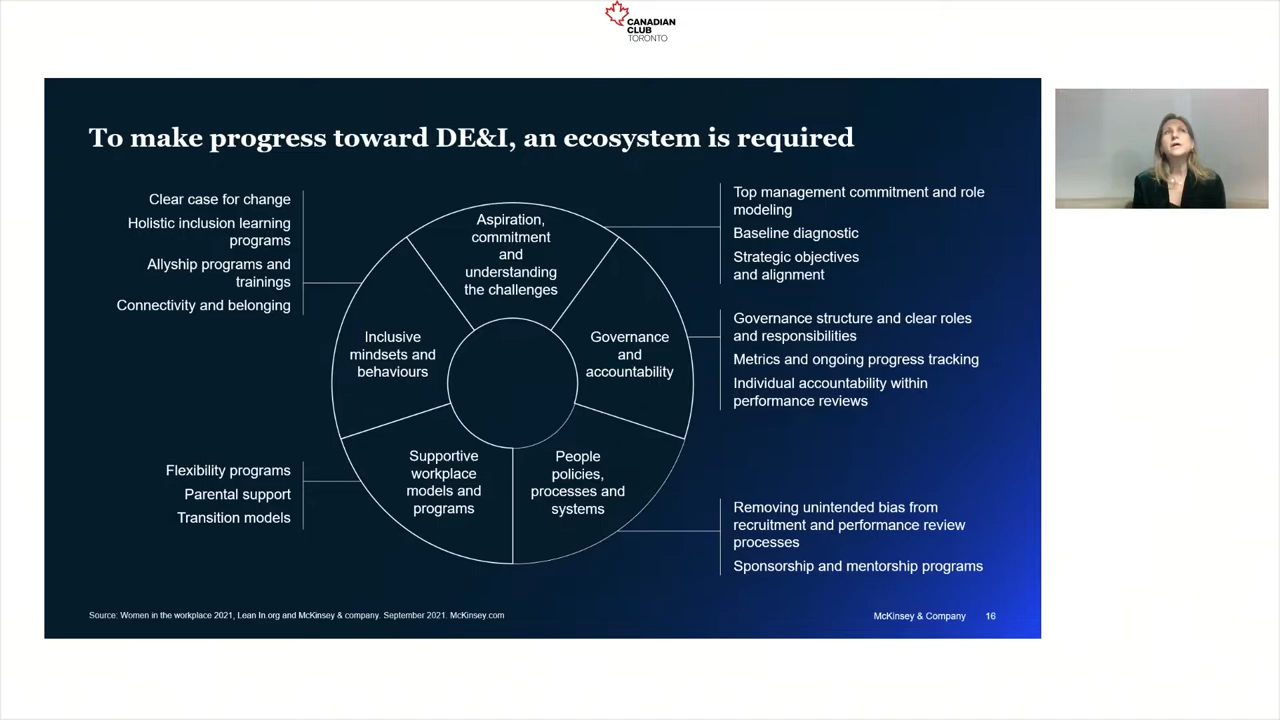 CANADIAN
CLUB
TORONTO
To make progress toward DE&I, an ecosystem is required
Clear case for change
Holistic inclusion learning
programs
Allyship programs and
trainings
Connectivity and belonging
Aspiration,
commitment
and
understanding
the challenges
Top management commitment and role
modeling
Baseline diagnostic
Strategic objectives
and alignment
Inclusive
mindsets and
behaviours
Governance
and
accountability
Governance structure and clear roles
and responsibilities
Metrics and ongoing progress tracking
Individual accountability within
performance reviews
Flexibility programs
Parental support
Transition models
Supportive
workplace
models and
programs
People
policies,
processes and
systems
Removing unintended bias from
recruitment and performance review
processes
Sponsorship and mentorship programs
Source: Women in the workplace 2021, Lean In.org and McKinsey & company. September 2021. McKinsey.com
McKinsey & Company 16